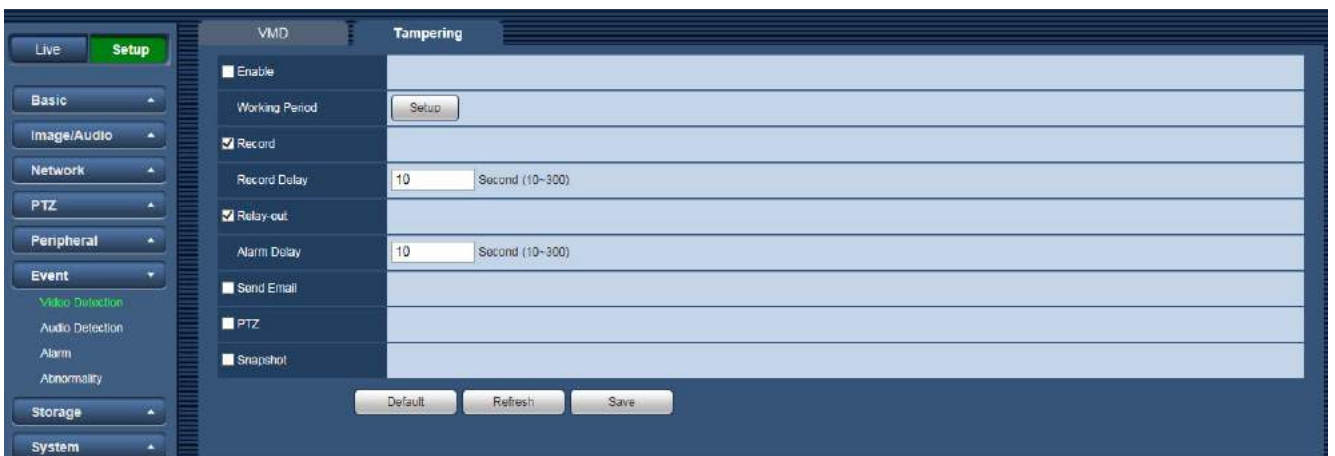 Live Setup
Basic
Image/Audio
Network
PTZ
Peripheral
Event
Video Detection
Audio Detection
Alarm
Abnormality
Storage
System
VMD Tampering
Enable
Working Period Setup
Record
Record Delay 10 Second (10~300)
Relay-out
Alarm Delay 10 Second (10~300)
Send Email
PTZ
Snapshot
Default Refresh Save